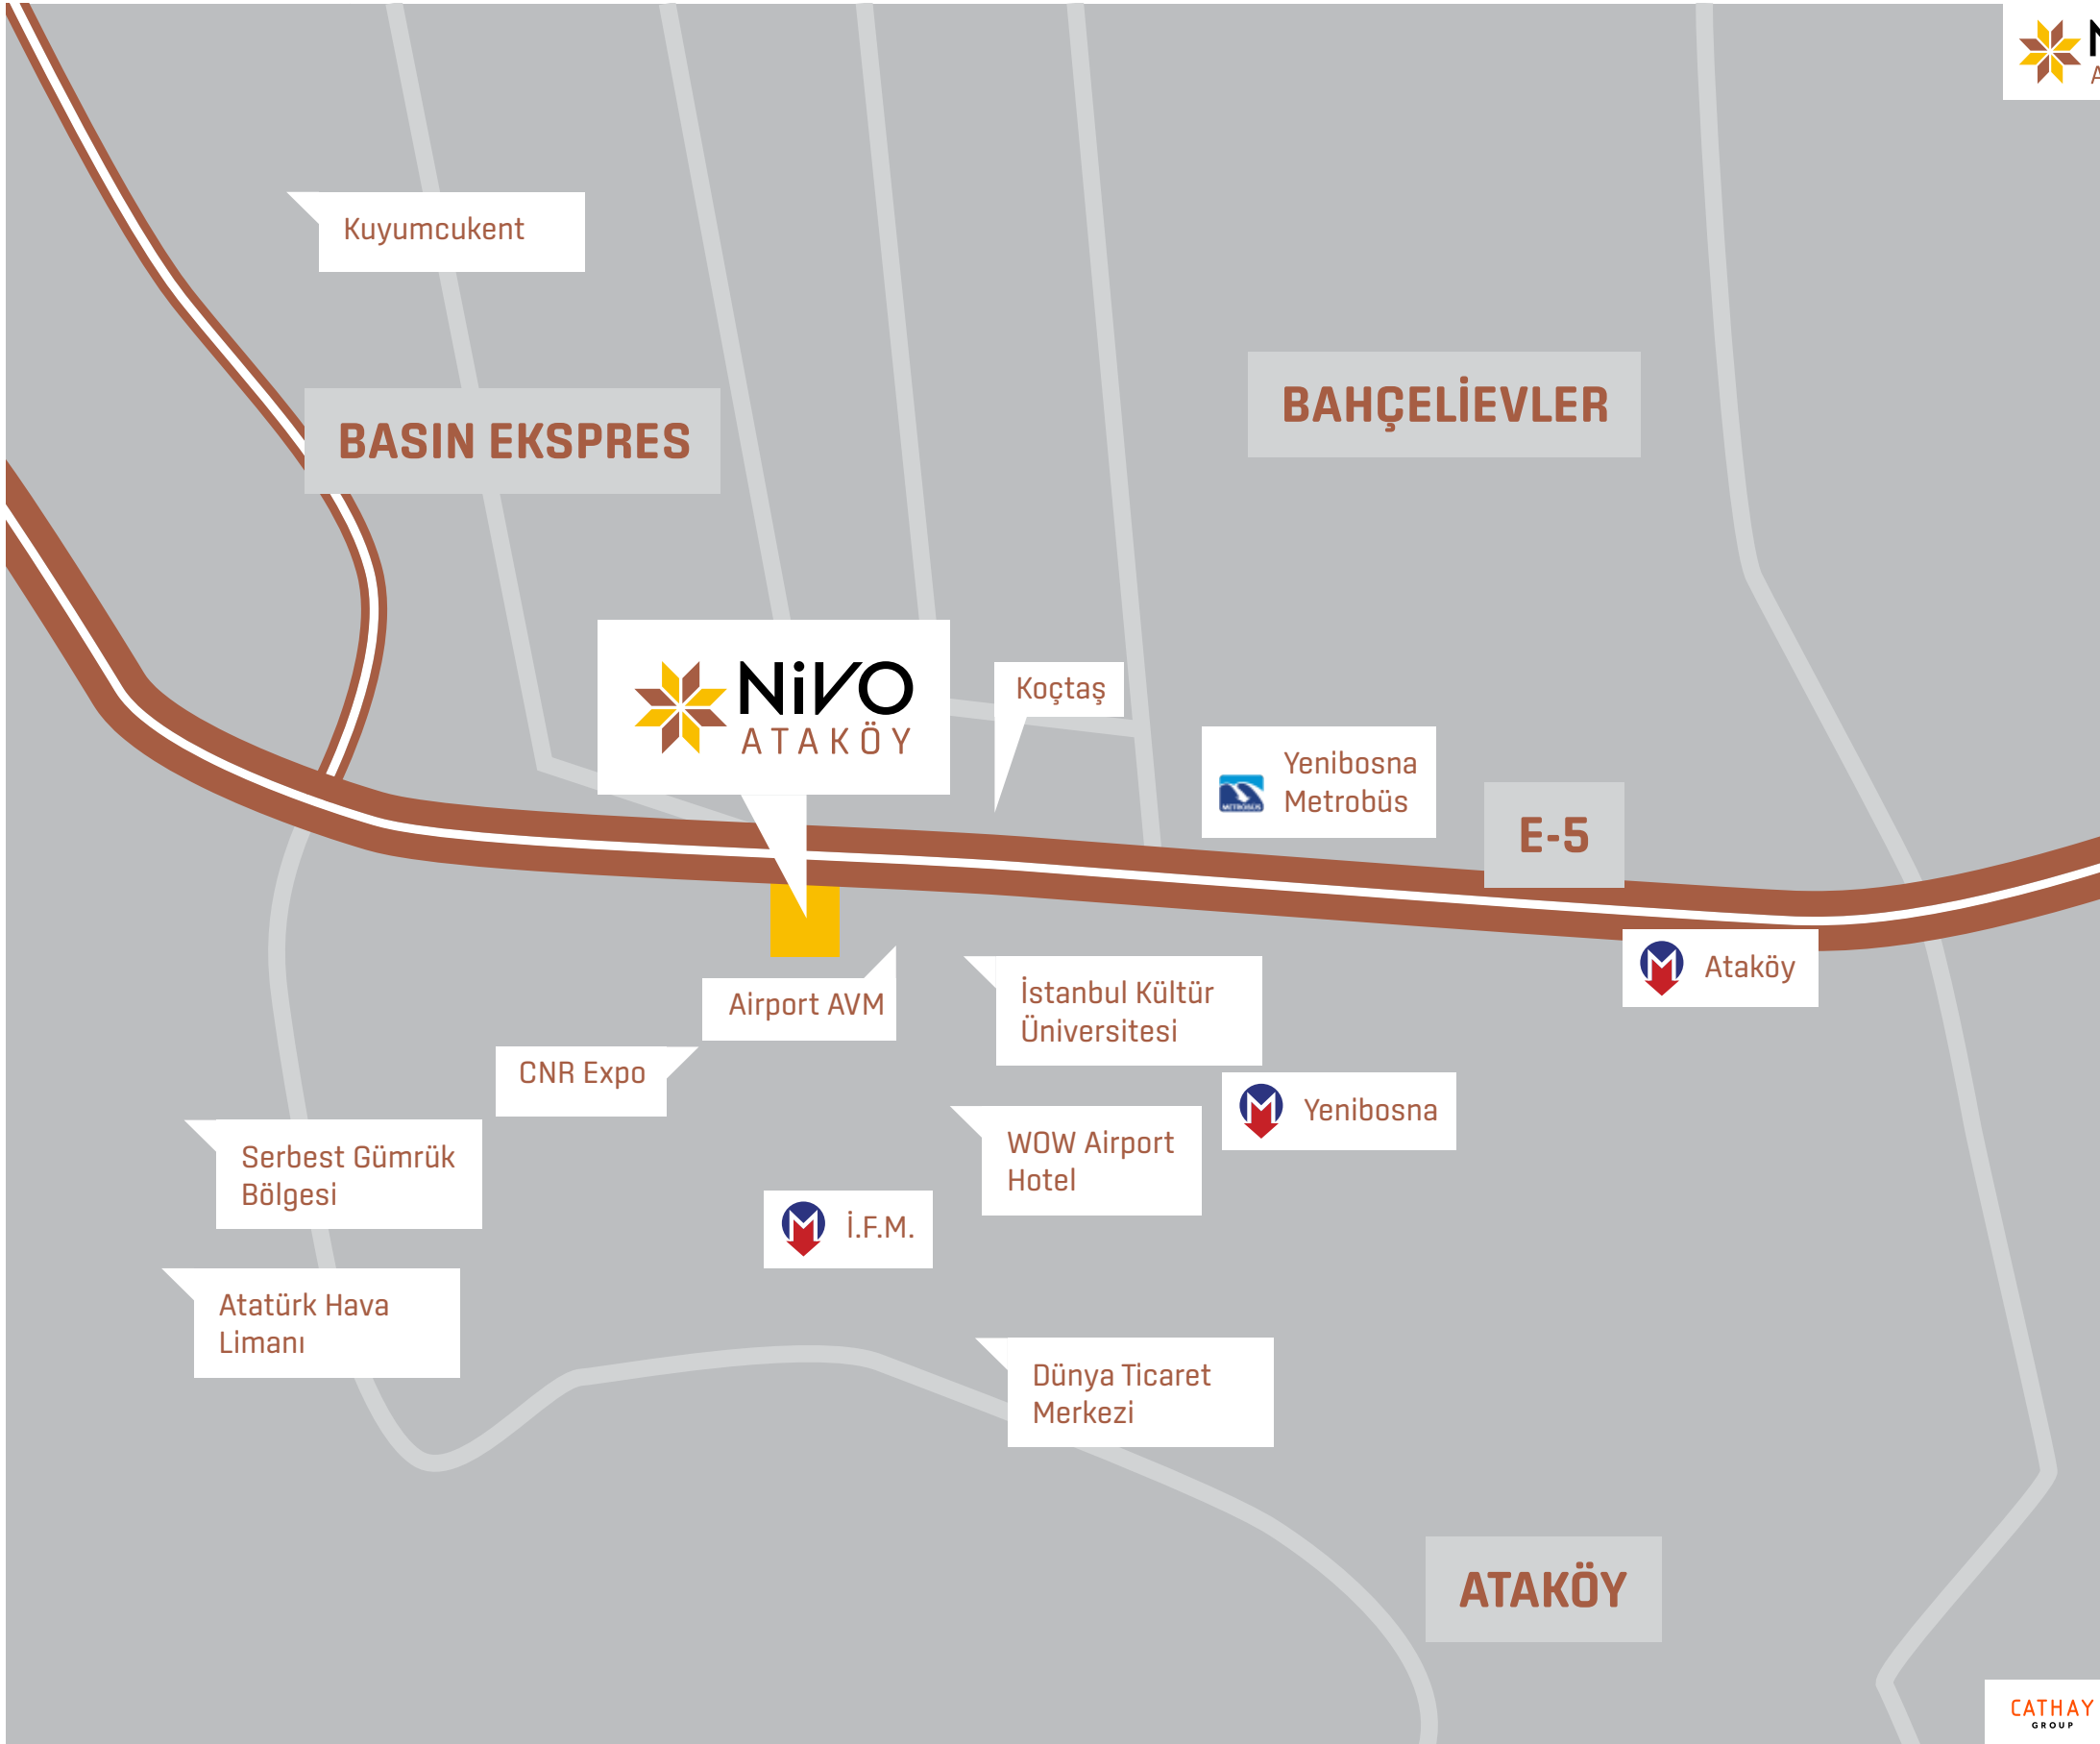 Kuyumcukent
BAHÇELİEVLER
BASIN EKSPRES
NiVO
ATAKÖY
Koçtaş
Yenibosna
Metrobüs
METROBÜS
E-5
Ataköy
Airport AVM
İstanbul Kültür
Üniversitesi
CNR Expo
Yenibosna
WOW Airport
Hotel
Serbest Gümrük
Bölgesi
İ.F.M.
Atatürk Hava
Limanı
Dünya Ticaret
Merkezi
ATAKÖY
CATHAY
GROUP